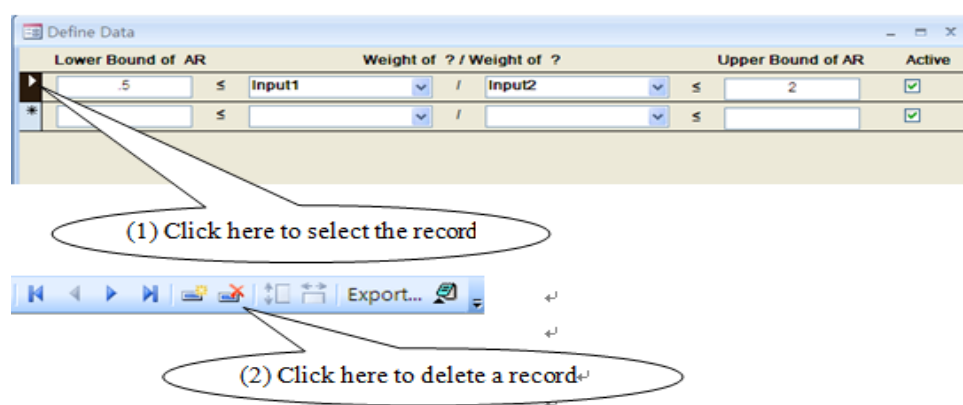 Define Data
Lower Bound of AR Weight of ? / Weight of ? Upper Bound of AR Active
.5 ≤ Input1 / Input2 ≤ 2
* ≤ / ≤
(1) Click here to select the record
Export...
(2) Click here to delete a record